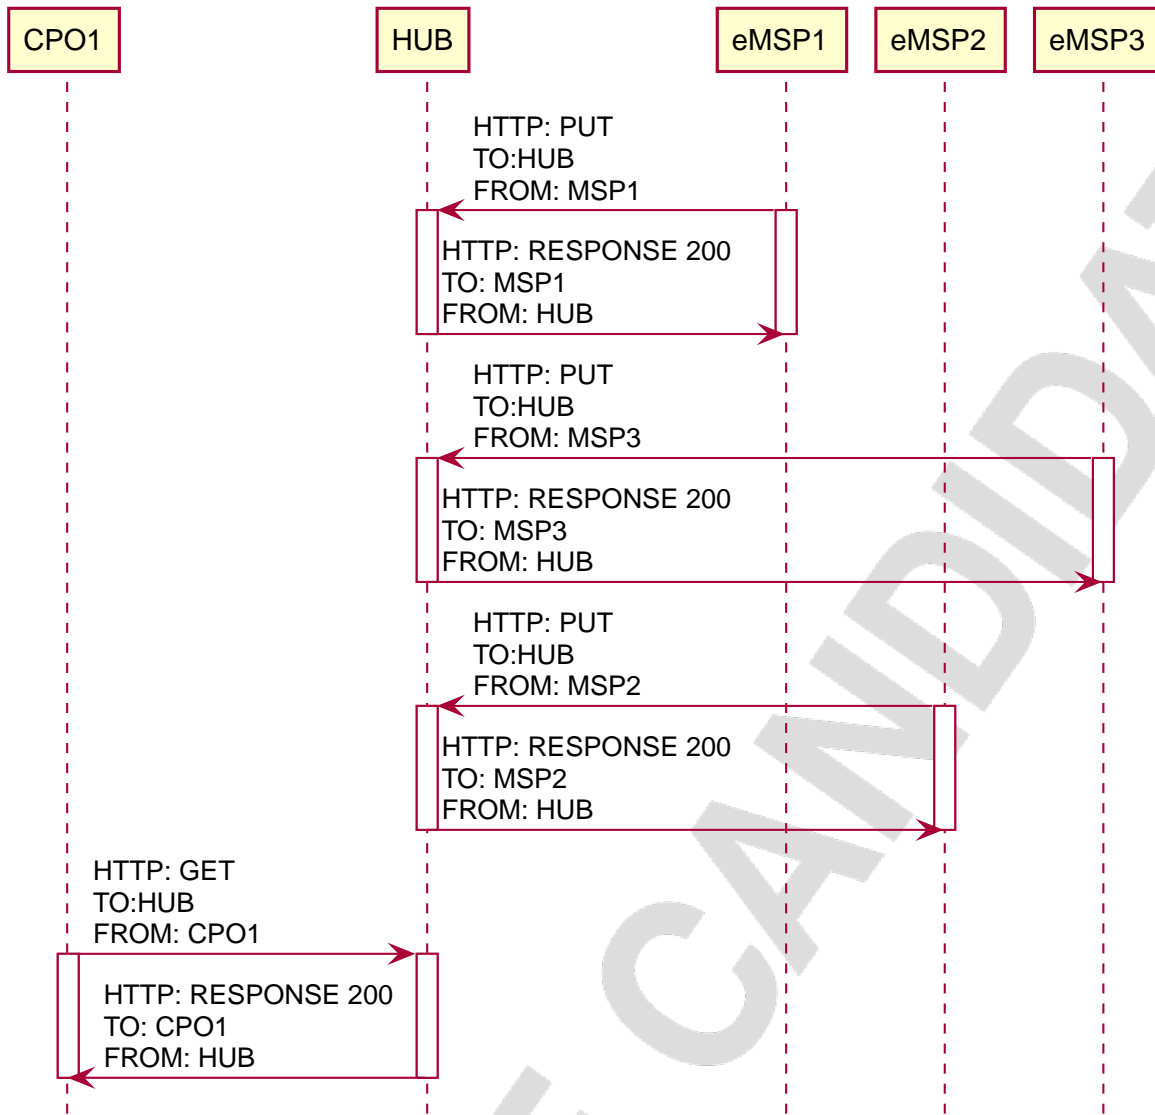 CPO1
HUB
eMSP1
eMSP2
eMSP3
HTTP: PUT
TO:HUB
FROM: MSP1
HTTP: RESPONSE 200
TO: MSP1
FROM: HUB
HTTP: PUT
TO:HUB
FROM: MSP3
HTTP: RESPONSE 200
TO: MSP3
FROM: HUB
HTTP: PUT
TO:HUB
FROM: MSP2
HTTP: RESPONSE 200
TO: MSP2
FROM: HUB
HTTP: GET
TO:HUB
FROM: CPO1
HTTP: RESPONSE 200
TO: CPO1
FROM: HUB